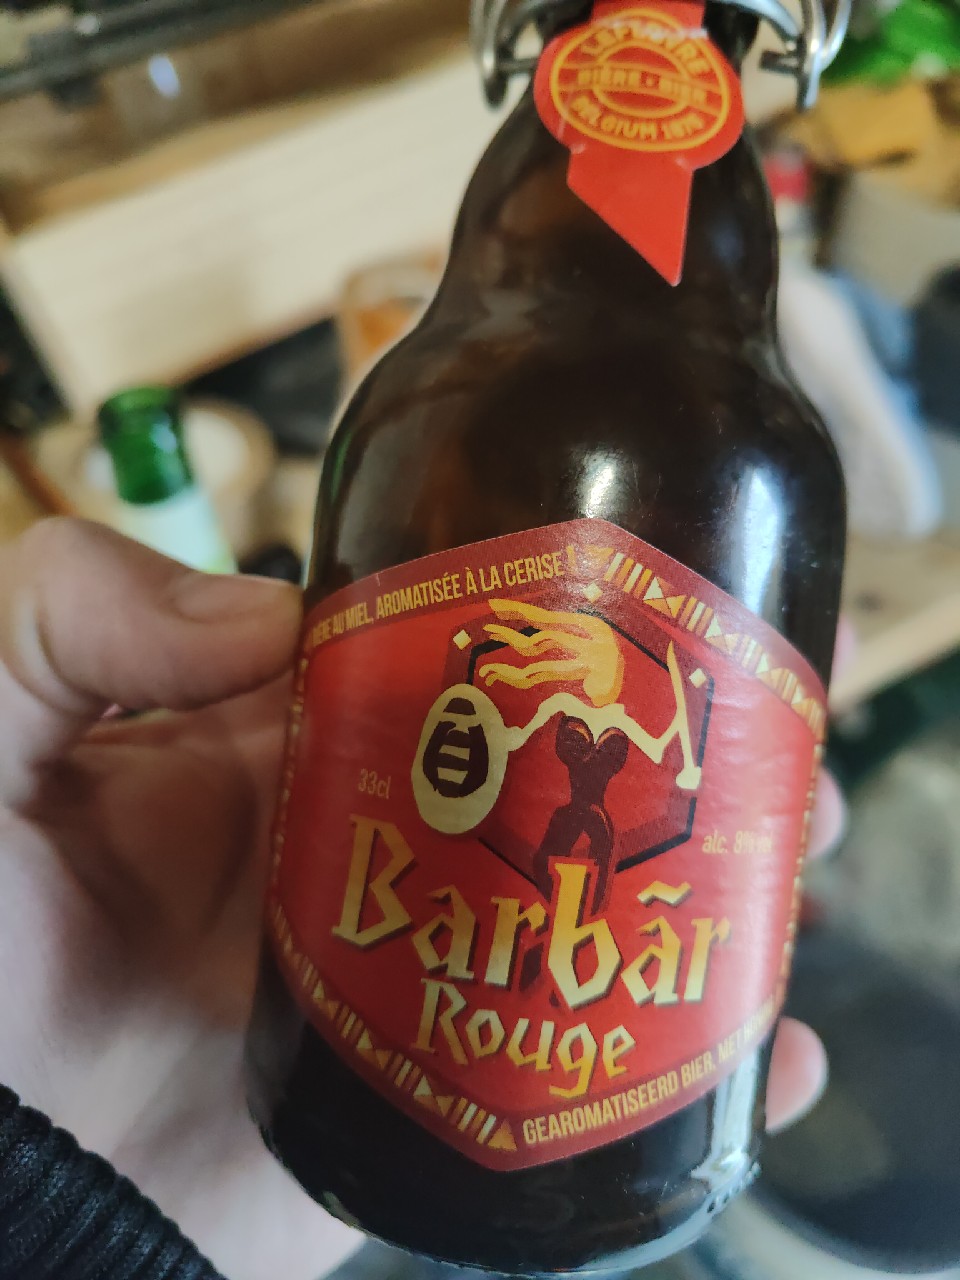 LEFEBVRE
BIÈRE • BIER
BELGIUM 1876
BIÈRE AU MIEL, AROMATISÉE À LA CERISE
33cl
alc. 8% vol
Barbãr
Rouge
GEAROMATISEERD BIER, MET